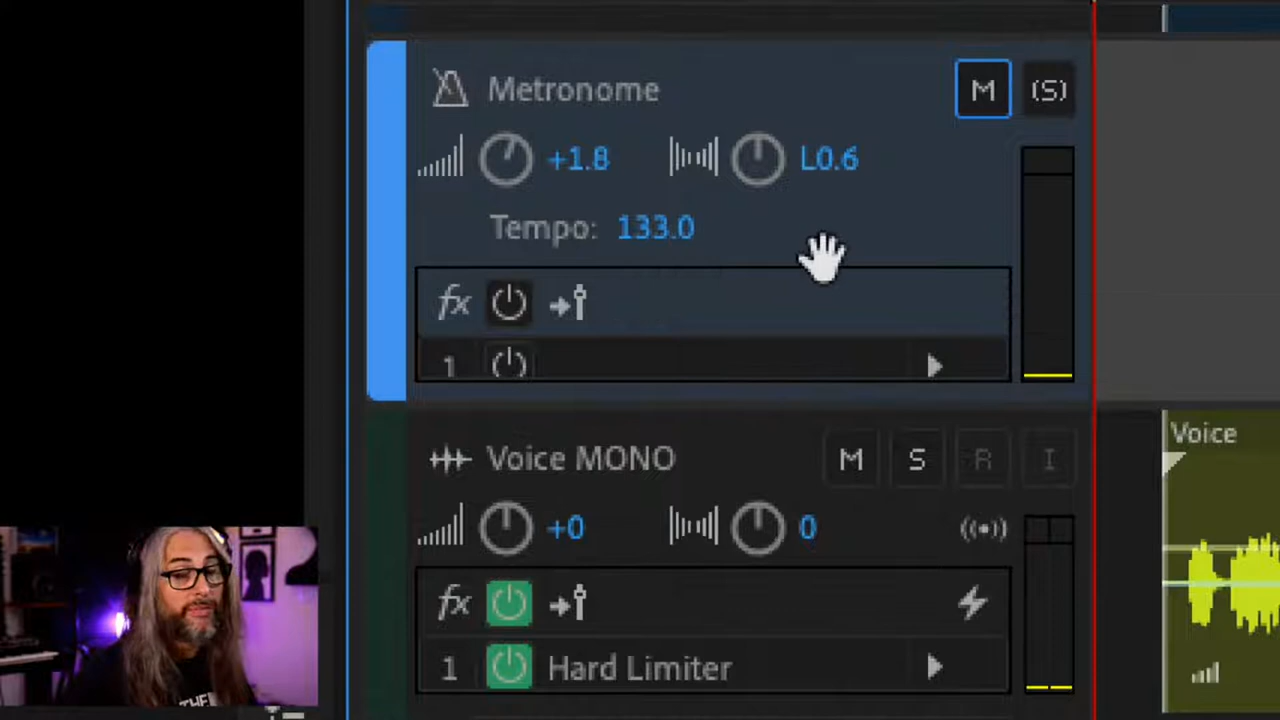 Metronome M (S)
+1.8 L0.6
Tempo: 133.0
fx
1
Voice MONO M S R I
Voice
+0 0
fx
1 Hard Limiter
THE